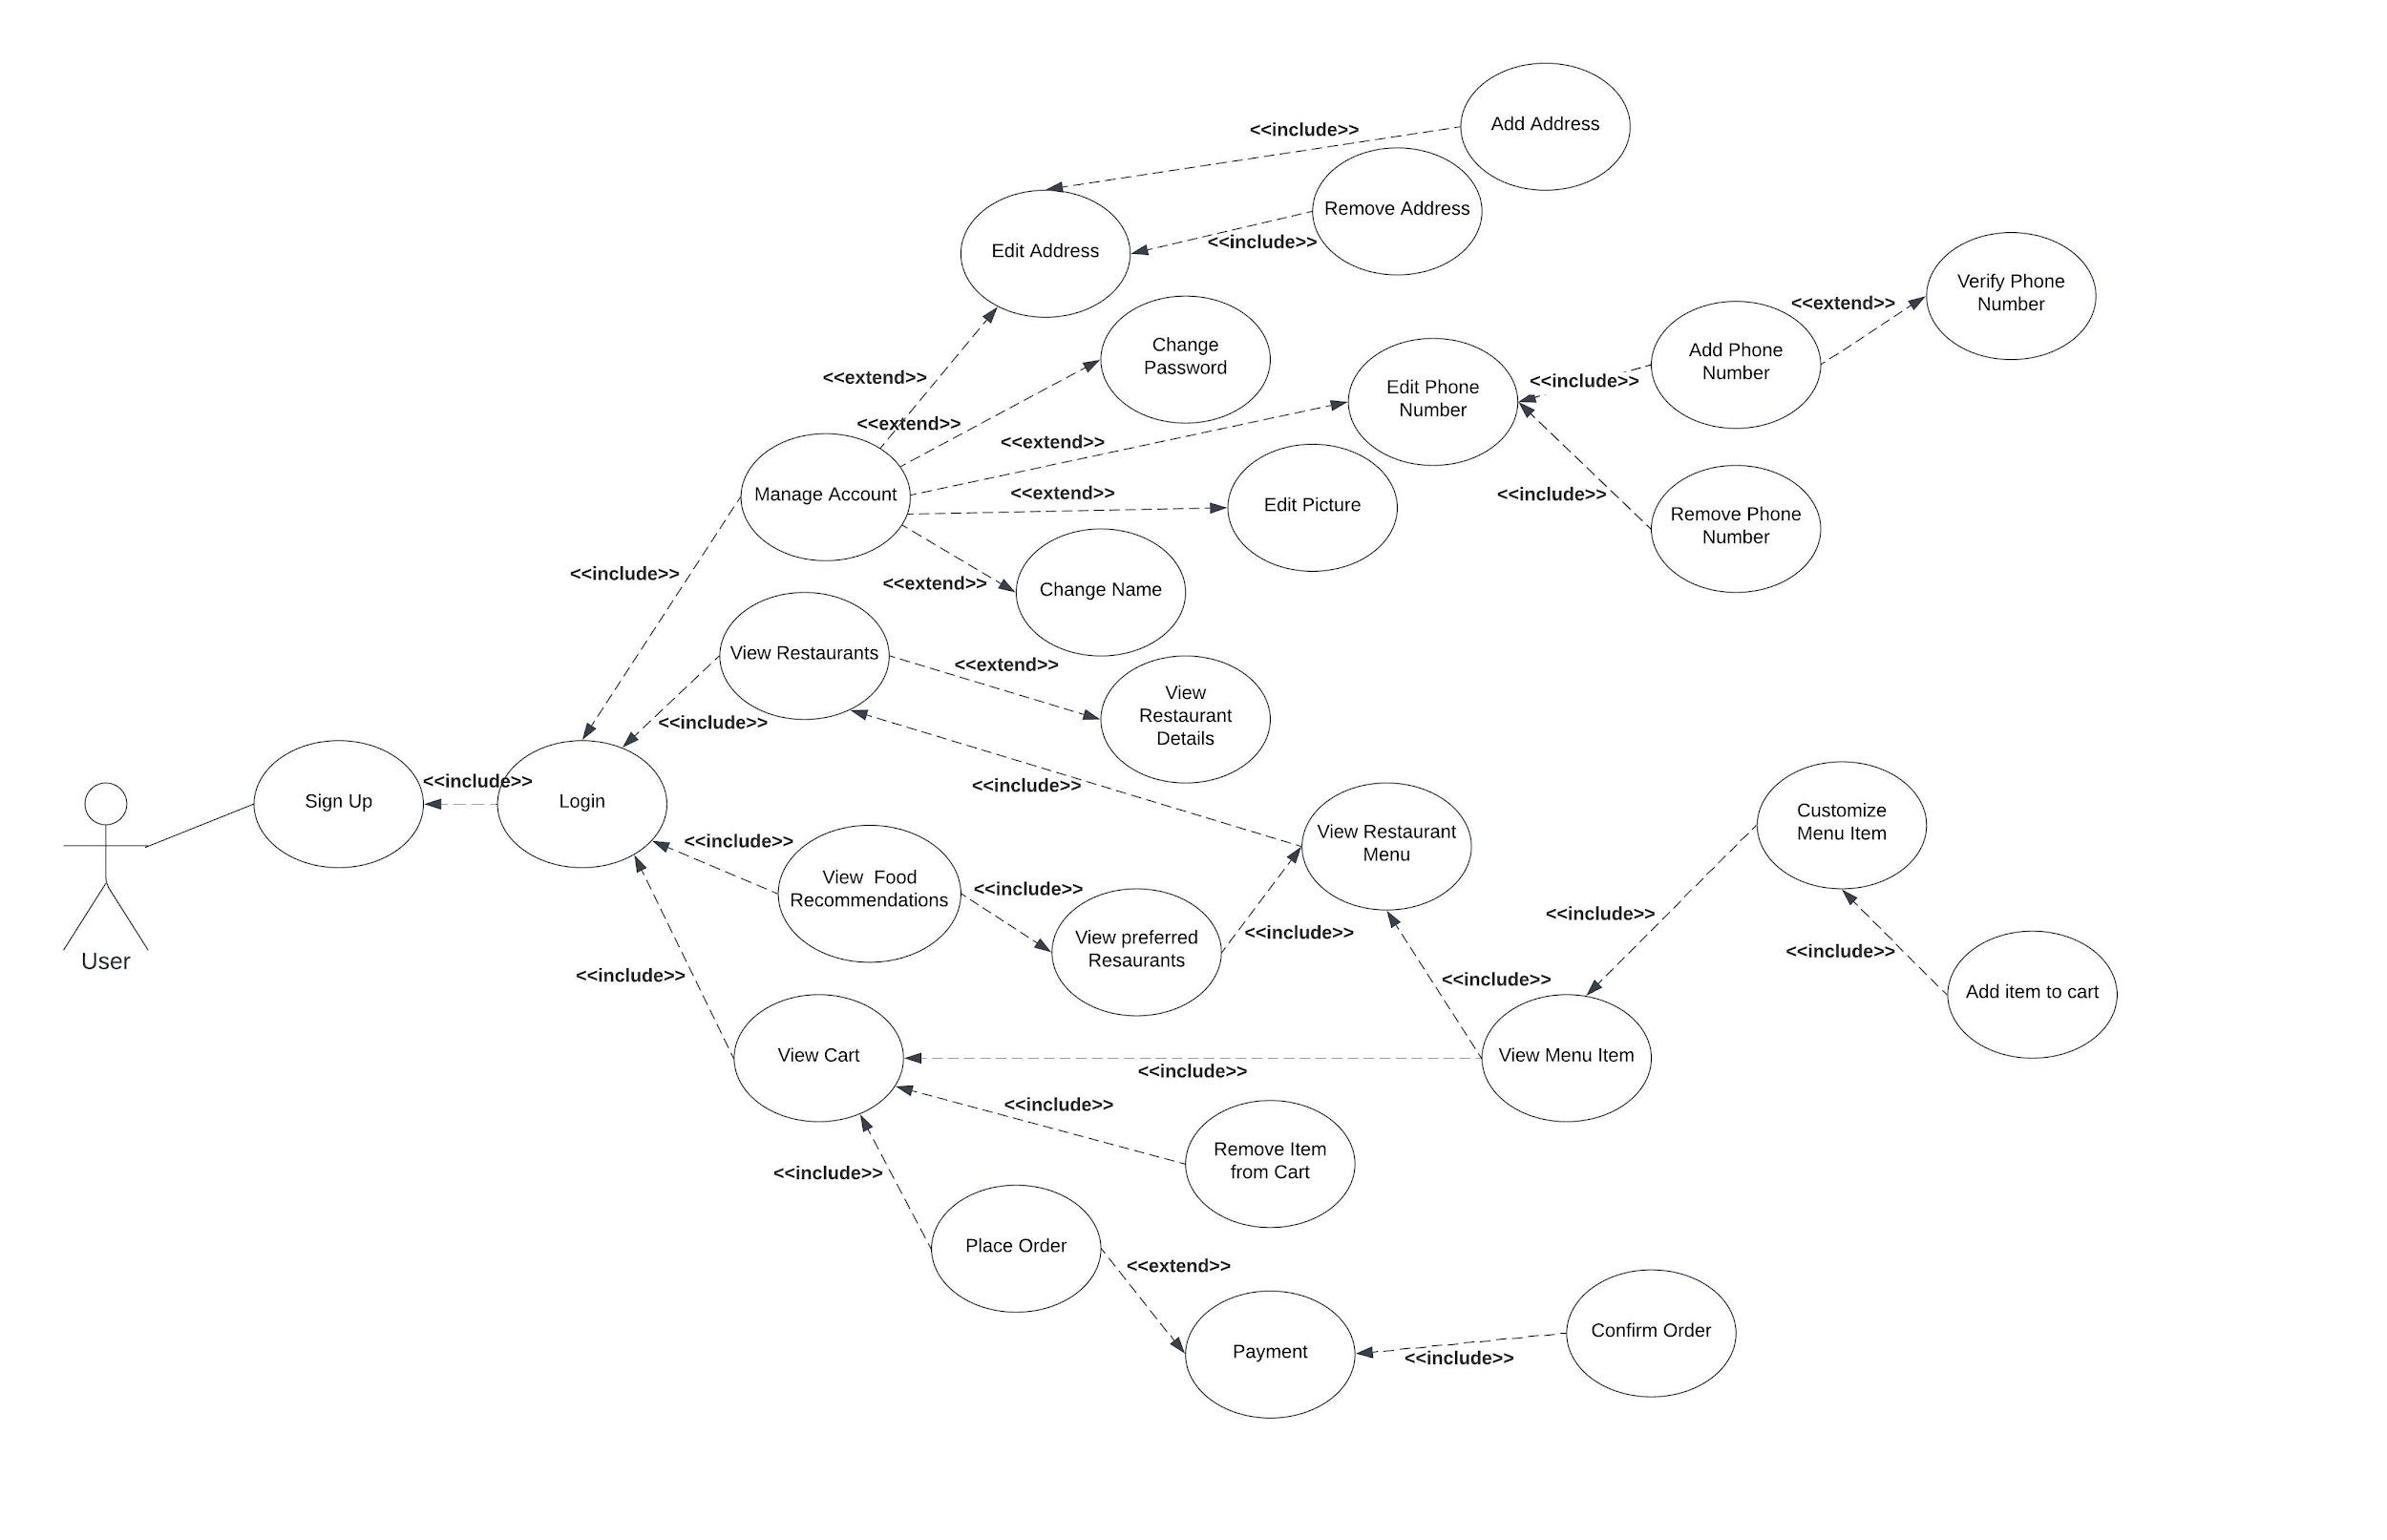 Add Address
<<include>>
Remove Address
<<include>>
Edit Address
Verify Phone
Number
<<extend>>
Add Phone
Number
Change
Password
<<extend>>
<<include>>
Edit Phone
Number
<<extend>>
<<extend>>
Manage Account
<<extend>>
<<include>>
Edit Picture
Remove Phone
Number
<<include>>
<<extend>>
Change Name
View Restaurants
<<extend>>
<<include>>
View
Restaurant
Details
<<include>>
Sign Up
<<include>>
Login
<<include>>
View Restaurant
Menu
Customize
Menu Item
View  Food
Recommendations
<<include>>
View preferred
Resaurants
<<include>>
<<include>>
<<include>>
Add item to cart
User
<<include>>
<<include>>
View Cart
<<include>>
View Menu Item
<<include>>
Remove Item
from Cart
<<include>>
Place Order
<<extend>>
Payment
<<include>>
Confirm Order